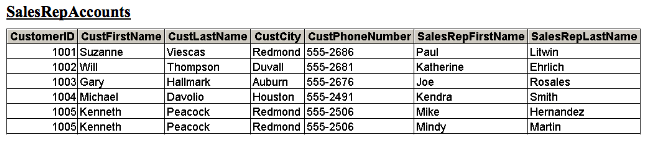 SalesRepAccounts
CustomerID CustFirstName CustLastName CustCity CustPhoneNumber SalesRepFirstName SalesRepLastName
1001 Suzanne Viescas Redmond 555-2686 Paul Litwin
1002 Will Thompson Duvall 555-2681 Katherine Ehrlich
1003 Gary Hallmark Auburn 555-2676 Joe Rosales
1004 Michael Davolio Houston 555-2491 Kendra Smith
1005 Kenneth Peacock Redmond 555-2506 Mike Hernandez
1005 Kenneth Peacock Redmond 555-2506 Mindy Martin